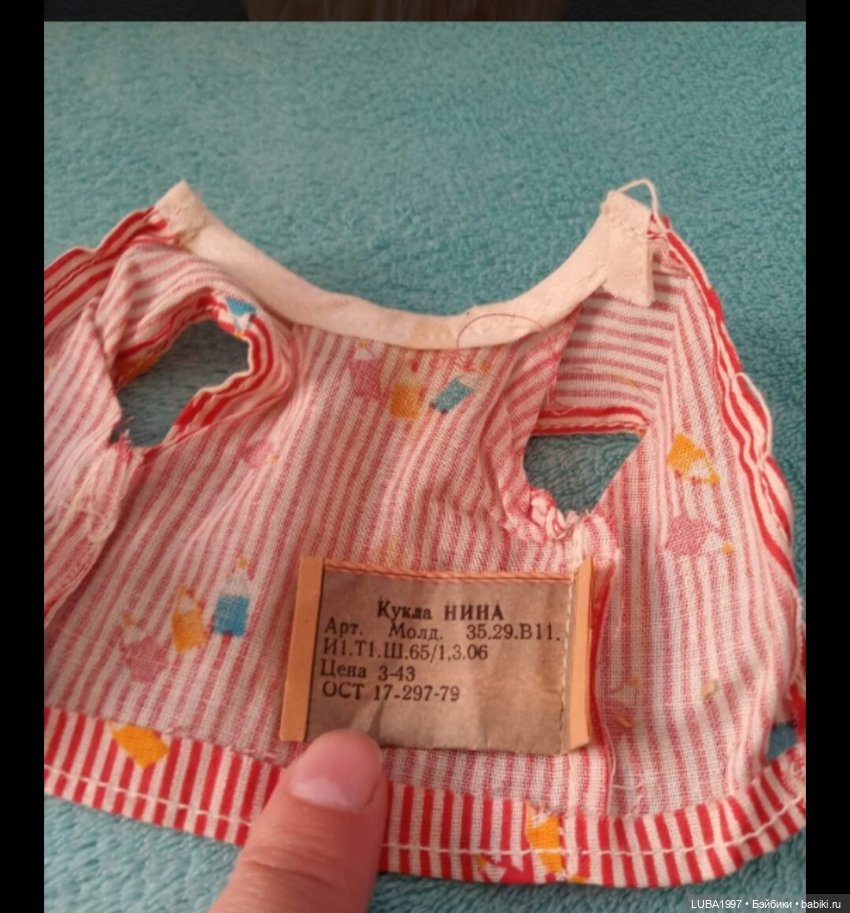 Кукла НИНА
Арт. Молд. 35.29.В11.
И1.Т1.Ш.65/1,3.06
Цена 3-43
ОСТ 17-297-79
LUBA1997 • Бэйбики • babiki.ru